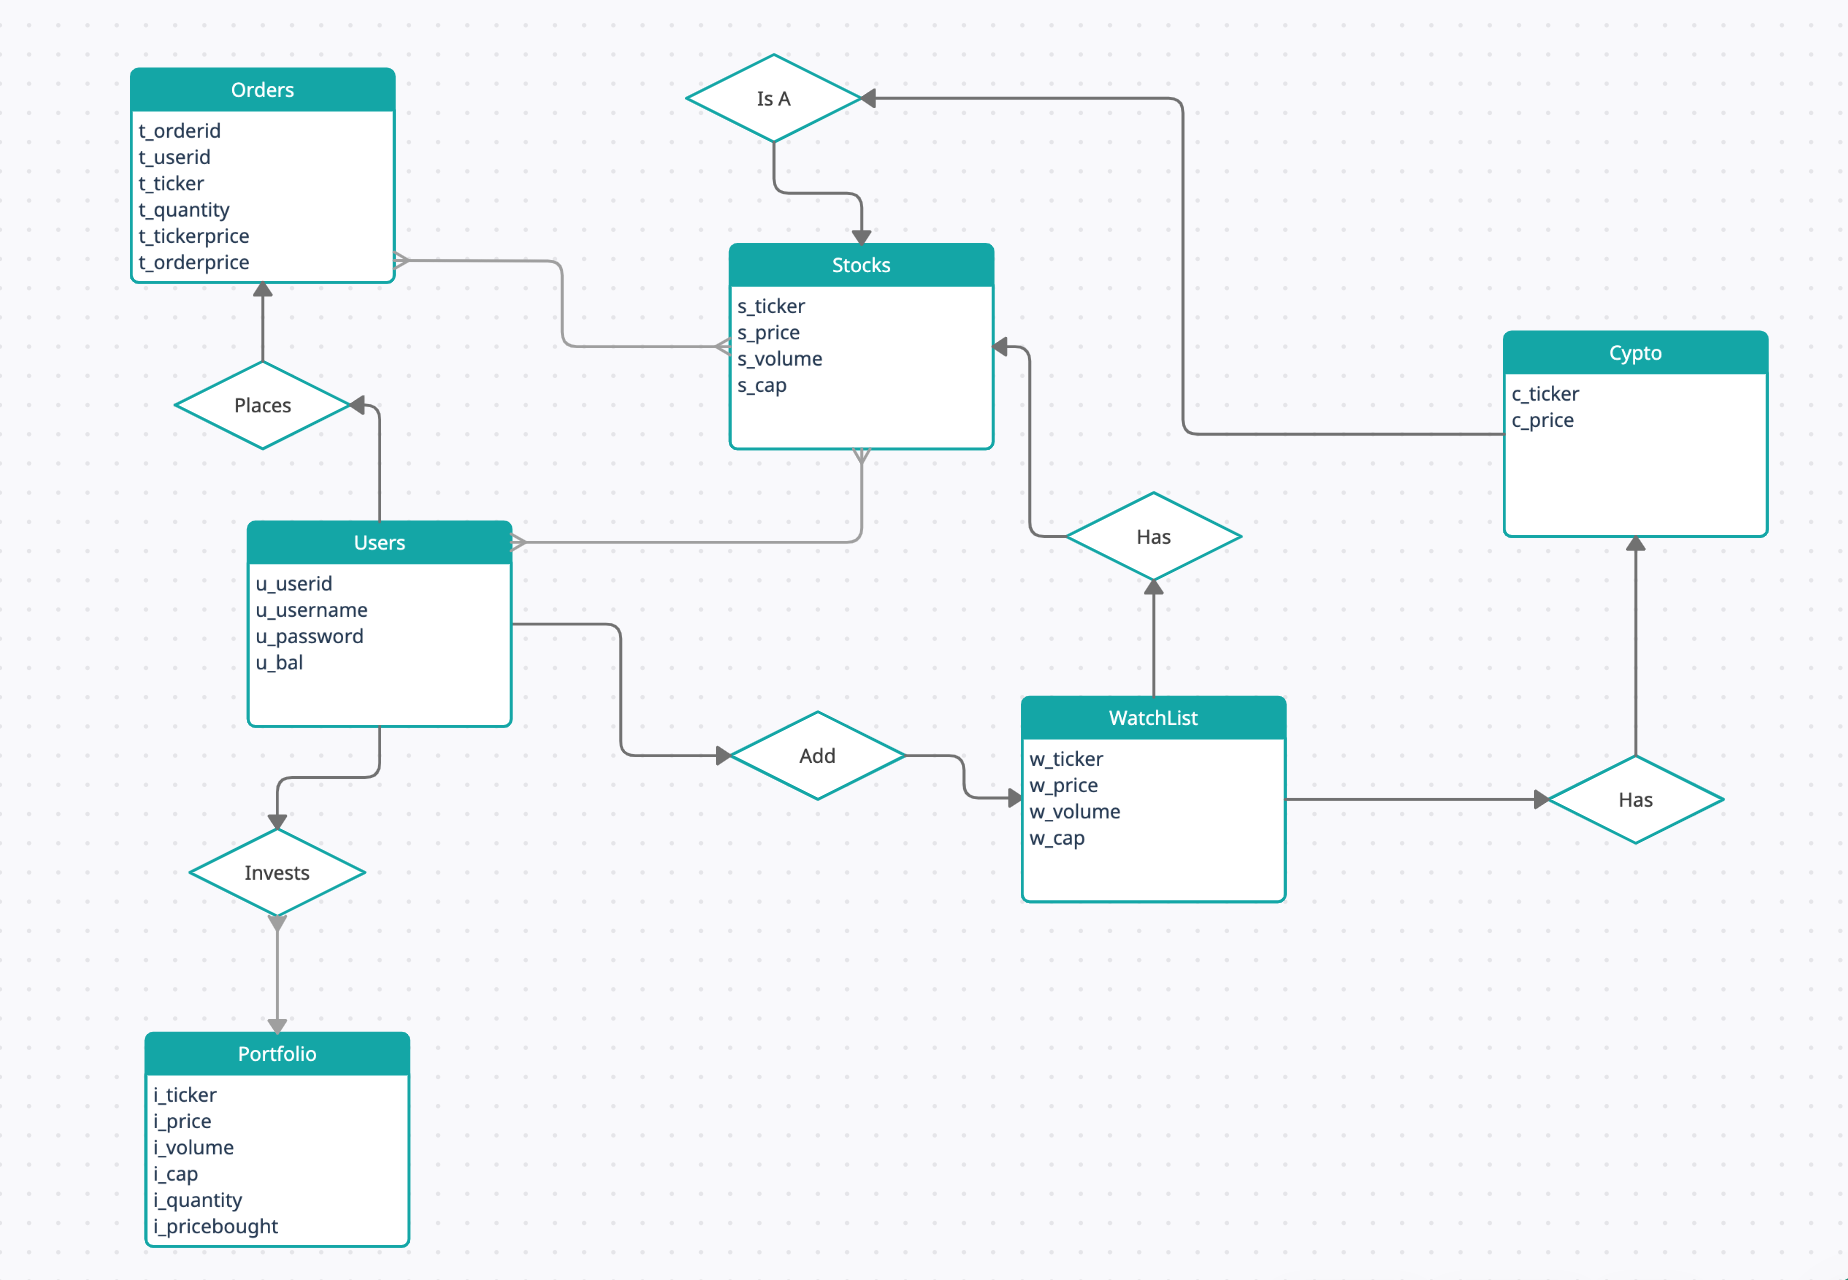 Orders
t_orderid
t_userid
t_ticker
t_quantity
t_tickerprice
t_orderprice
Is A
Stocks
s_ticker
s_price
s_volume
s_cap
Cypto
c_ticker
c_price
Places
Users
u_userid
u_username
u_password
u_bal
Has
Add
WatchList
w_ticker
w_price
w_volume
w_cap
Has
Invests
Portfolio
i_ticker
i_price
i_volume
i_cap
i_quantity
i_pricebought